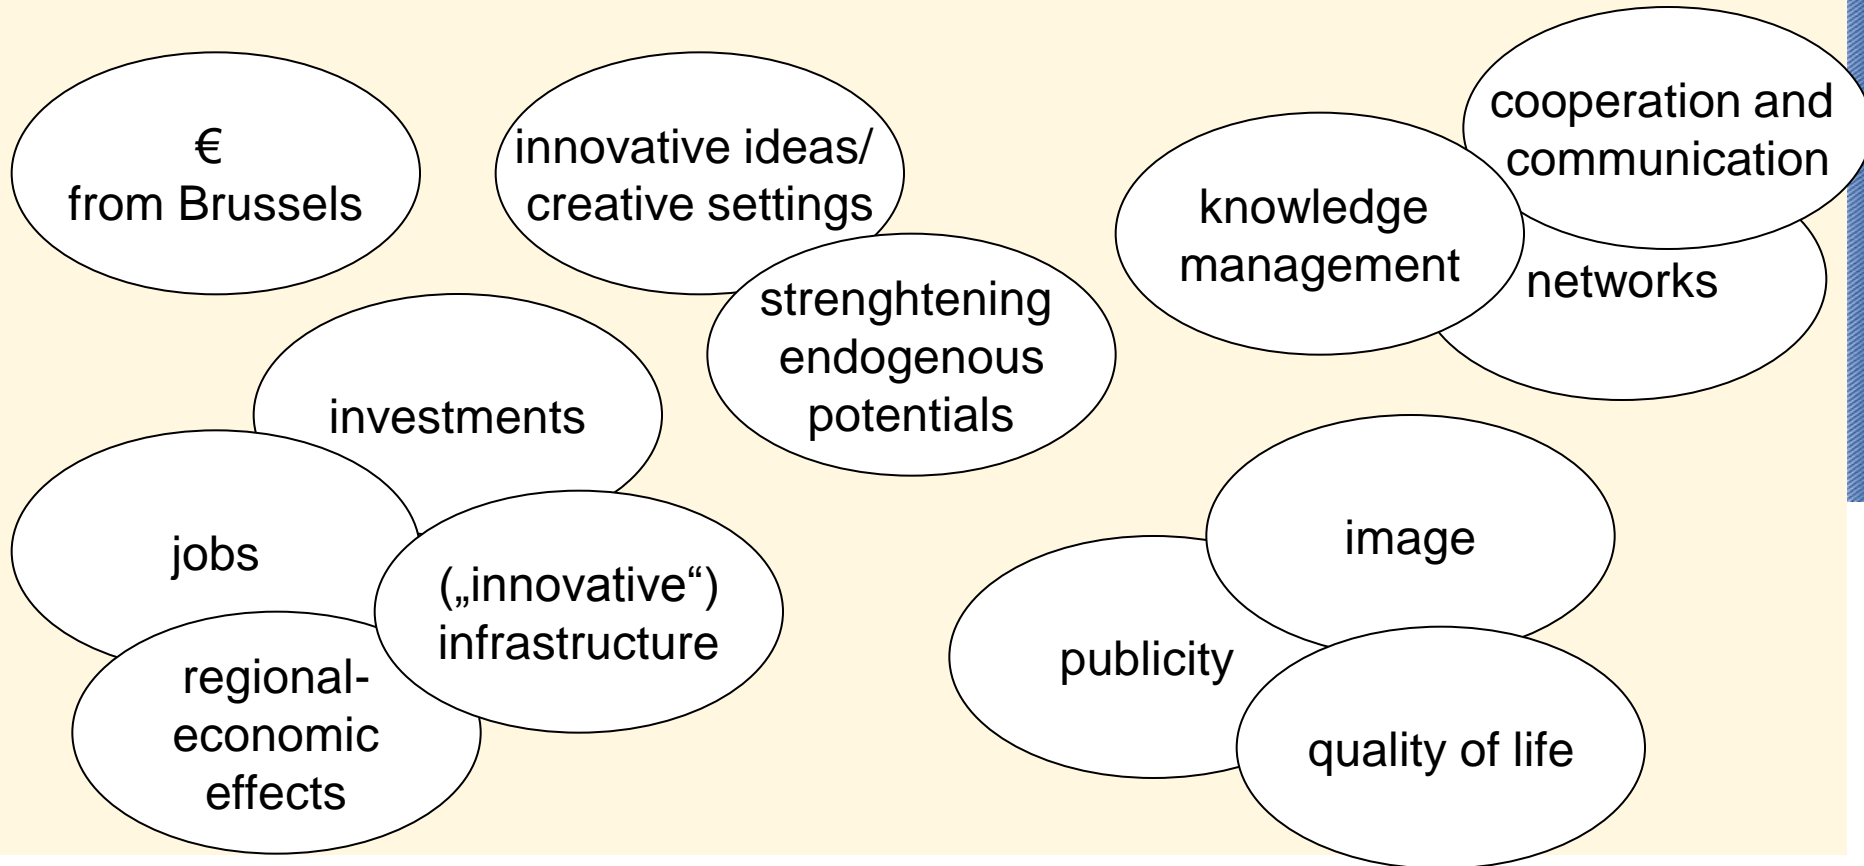 €
from Brussels
innovative ideas/
creative settings
strenghtening
endogenous
potentials
knowledge
management
cooperation and
communication
networks
investments
jobs
(„innovative“)
infrastructure
regional-
economic
effects
image
publicity
quality of life